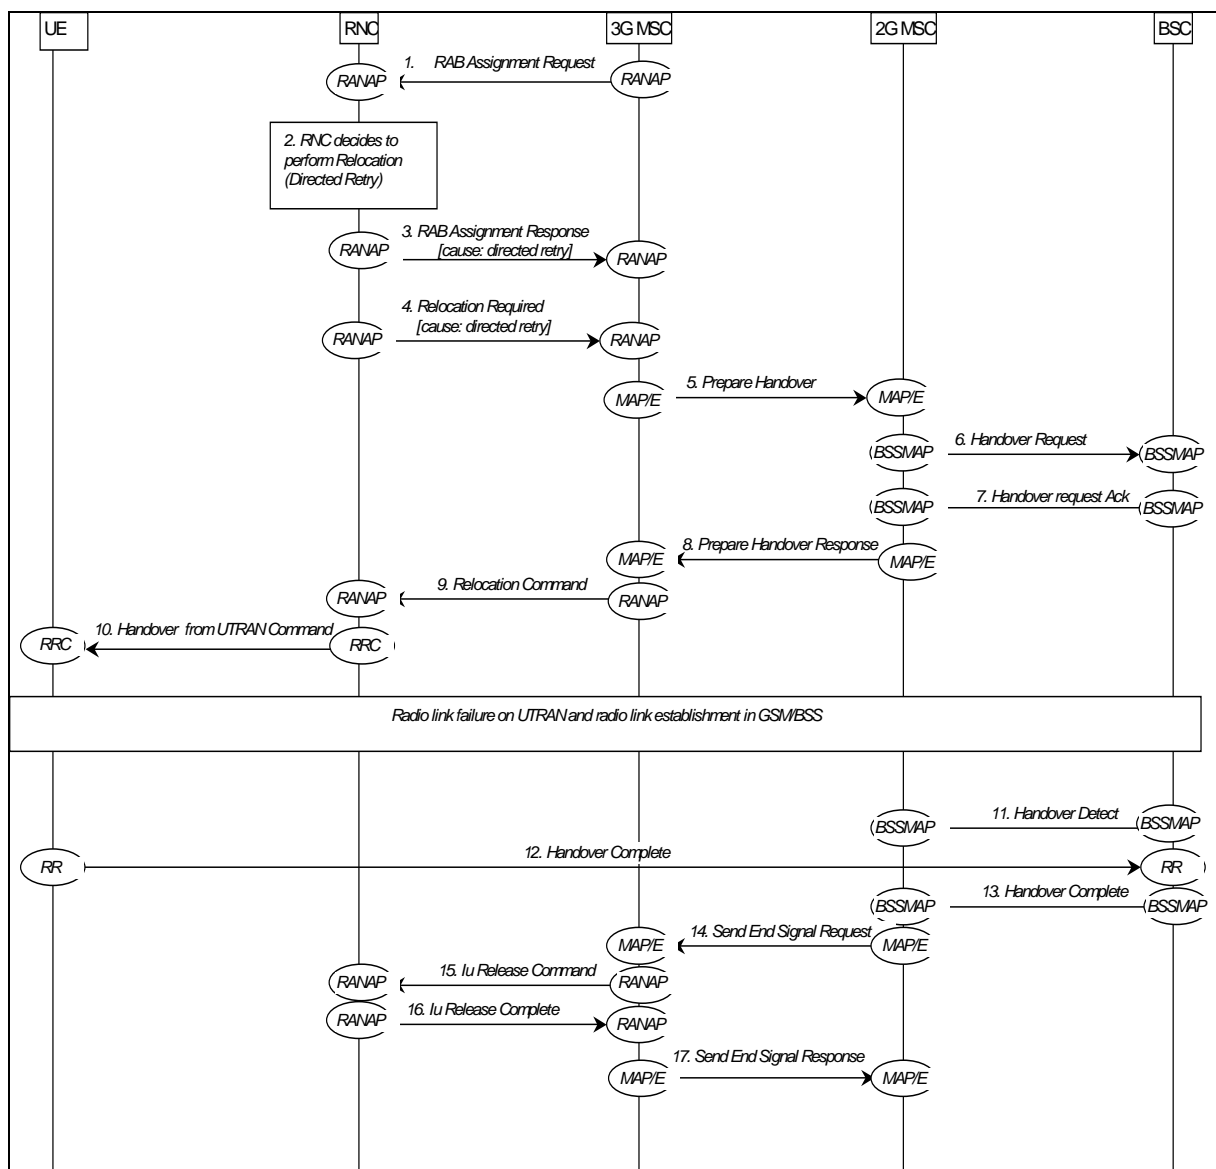 UE RNC 3G MSC 2G MSC BSC
1. RAB Assignment Request
RANAP RANAP
2. RNC decides to
perform Relocation
(Directed Retry)
3. RAB Assignment Response
[cause: directed retry]
RANAP RANAP
4. Relocation Required
[cause: directed retry]
RANAP RANAP
5. Prepare Handover
MAP/E MAP/E
6. Handover Request
BSSMAP BSSMAP
7. Handover request Ack
BSSMAP BSSMAP
8. Prepare Handover Response
MAP/E MAP/E
9. Relocation Command
RANAP RANAP
10. Handover from UTRAN Command
RRC RRC
Radio link failure on UTRAN and radio link establishment in GSM/BSS
11. Handover Detect
BSSMAP BSSMAP
12. Handover Complete
RR RR
13. Handover Complete
BSSMAP BSSMAP
14. Send End Signal Request
MAP/E MAP/E
15. Iu Release Command
RANAP RANAP
16. Iu Release Complete
RANAP RANAP
17. Send End Signal Response
MAP/E MAP/E